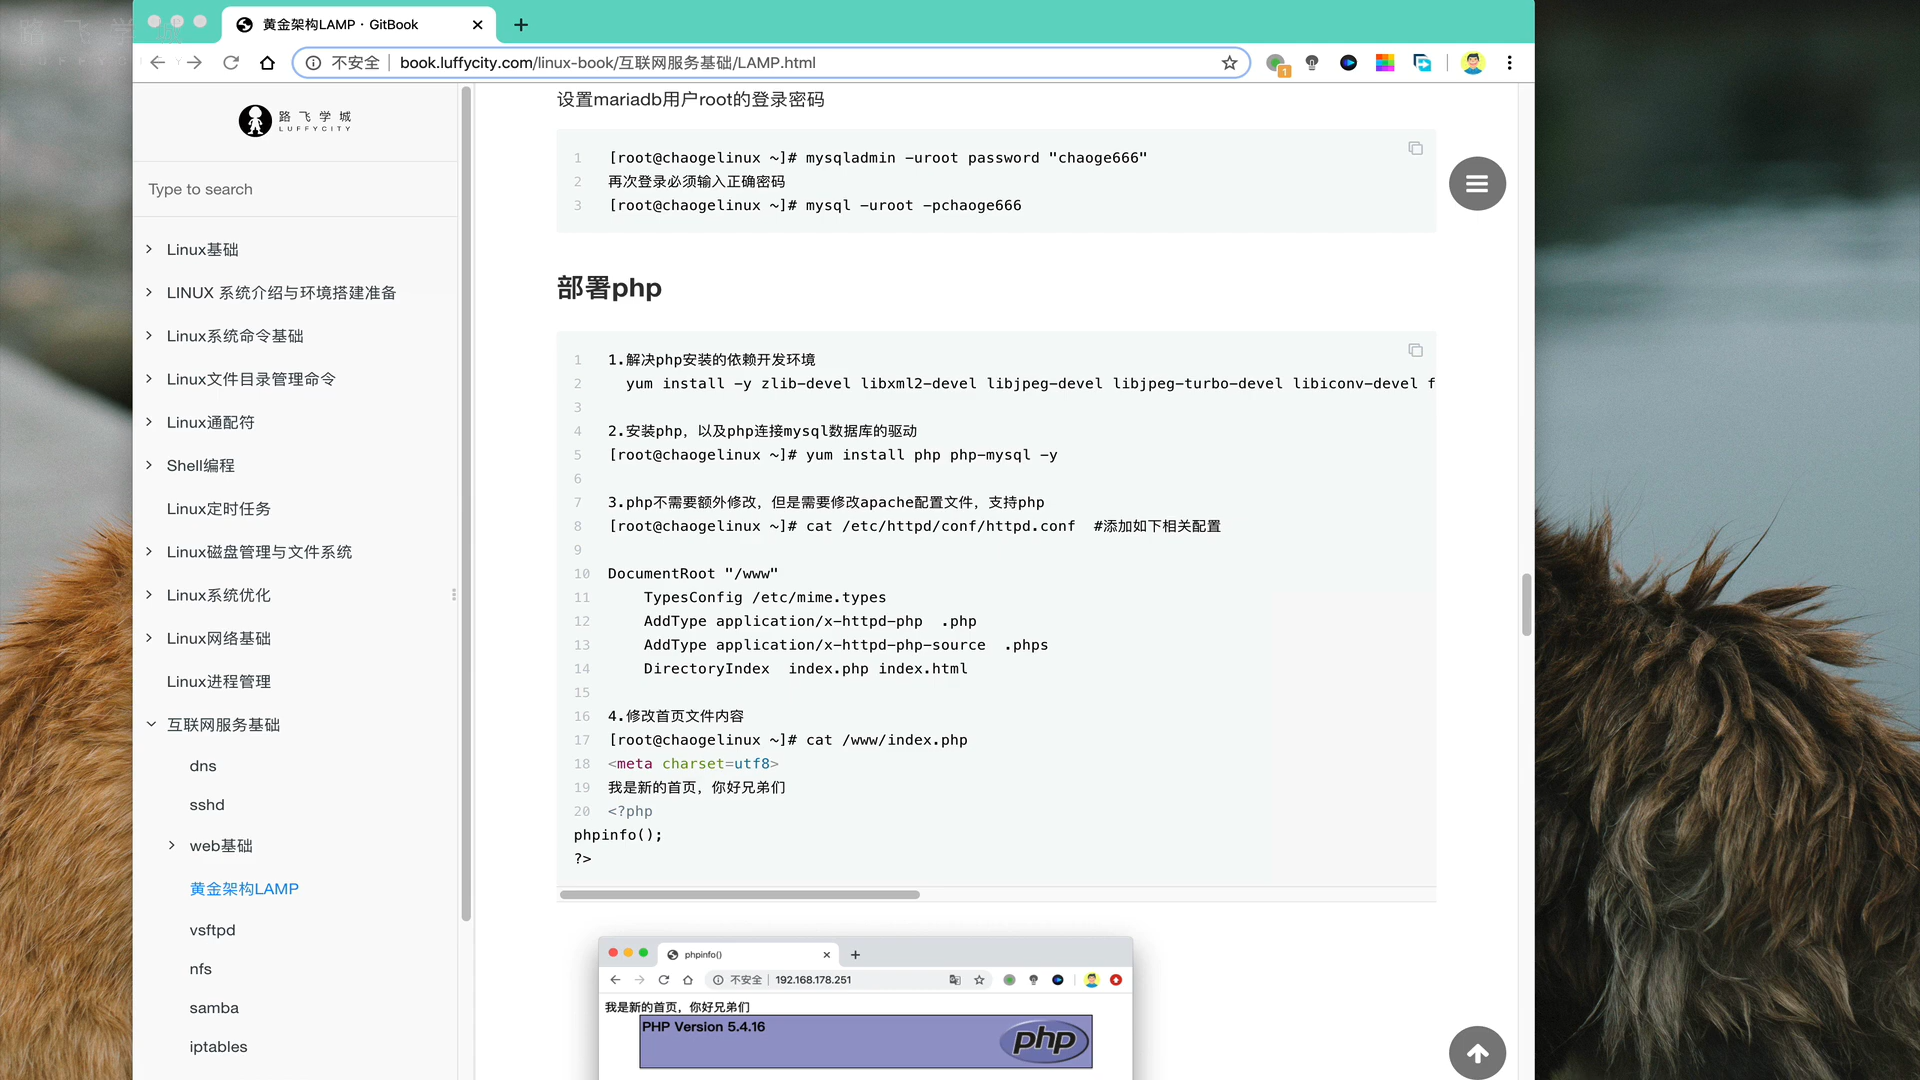 黄金架构LAMP · GitBook
不安全
book.luffycity.com/linux-book/互联网服务基础/LAMP.html
1
路飞学城
LUFFYCITY
Type to search
Linux基础
LINUX 系统介绍与环境搭建准备
Linux系统命令基础
Linux文件目录管理命令
Linux通配符
Shell编程
Linux定时任务
Linux磁盘管理与文件系统
Linux系统优化
Linux网络基础
Linux进程管理
互联网服务基础
dns
sshd
web基础
黄金架构LAMP
vsftpd
nfs
samba
iptables
设置mariadb用户root的登录密码
1 [root@chaogelinux ~]# mysqladmin -uroot password "chaoge666"
2 再次登录必须输入正确密码
3 [root@chaogelinux ~]# mysql -uroot -pchaoge666
部署php
1 1.解决php安装的依赖开发环境
2 yum install -y zlib-devel libxml2-devel libjpeg-devel libjpeg-turbo-devel libiconv-devel f
3
4 2.安装php，以及php连接mysql数据库的驱动
5 [root@chaogelinux ~]# yum install php php-mysql -y
6
7 3.php不需要额外修改，但是需要修改apache配置文件，支持php
8 [root@chaogelinux ~]# cat /etc/httpd/conf/httpd.conf #添加如下相关配置
9
10 DocumentRoot "/www"
11 TypesConfig /etc/mime.types
12 AddType application/x-httpd-php .php
13 AddType application/x-httpd-php-source .phps
14 DirectoryIndex index.php index.html
15
16 4.修改首页文件内容
17 [root@chaogelinux ~]# cat /www/index.php
18 <meta charset=utf8>
19 我是新的首页，你好兄弟们
20 <?php
phpinfo();
?>
phpinfo()
不安全
192.168.178.251
我是新的首页，你好兄弟们
PHP Version 5.4.16
php